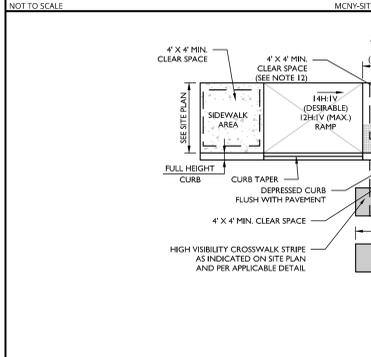 NOT TO SCALE
MCNY-SIT
4' X 4' MIN.
CLEAR SPACE
4' X 4' MIN.
CLEAR SPACE
(SEE NOTE 12)
SEE SITE PLAN
SIDEWALK
AREA
14H:1V
(DESIRABLE)
12H:1V (MAX.)
RAMP
FULL HEIGHT
CURB
CURB TAPER
DEPRESSED CURB
FLUSH WITH PAVEMENT
4' X 4' MIN. CLEAR SPACE
HIGH VISIBILITY CROSSWALK STRIPE
AS INDICATED ON SITE PLAN
AND PER APPLICABLE DETAIL